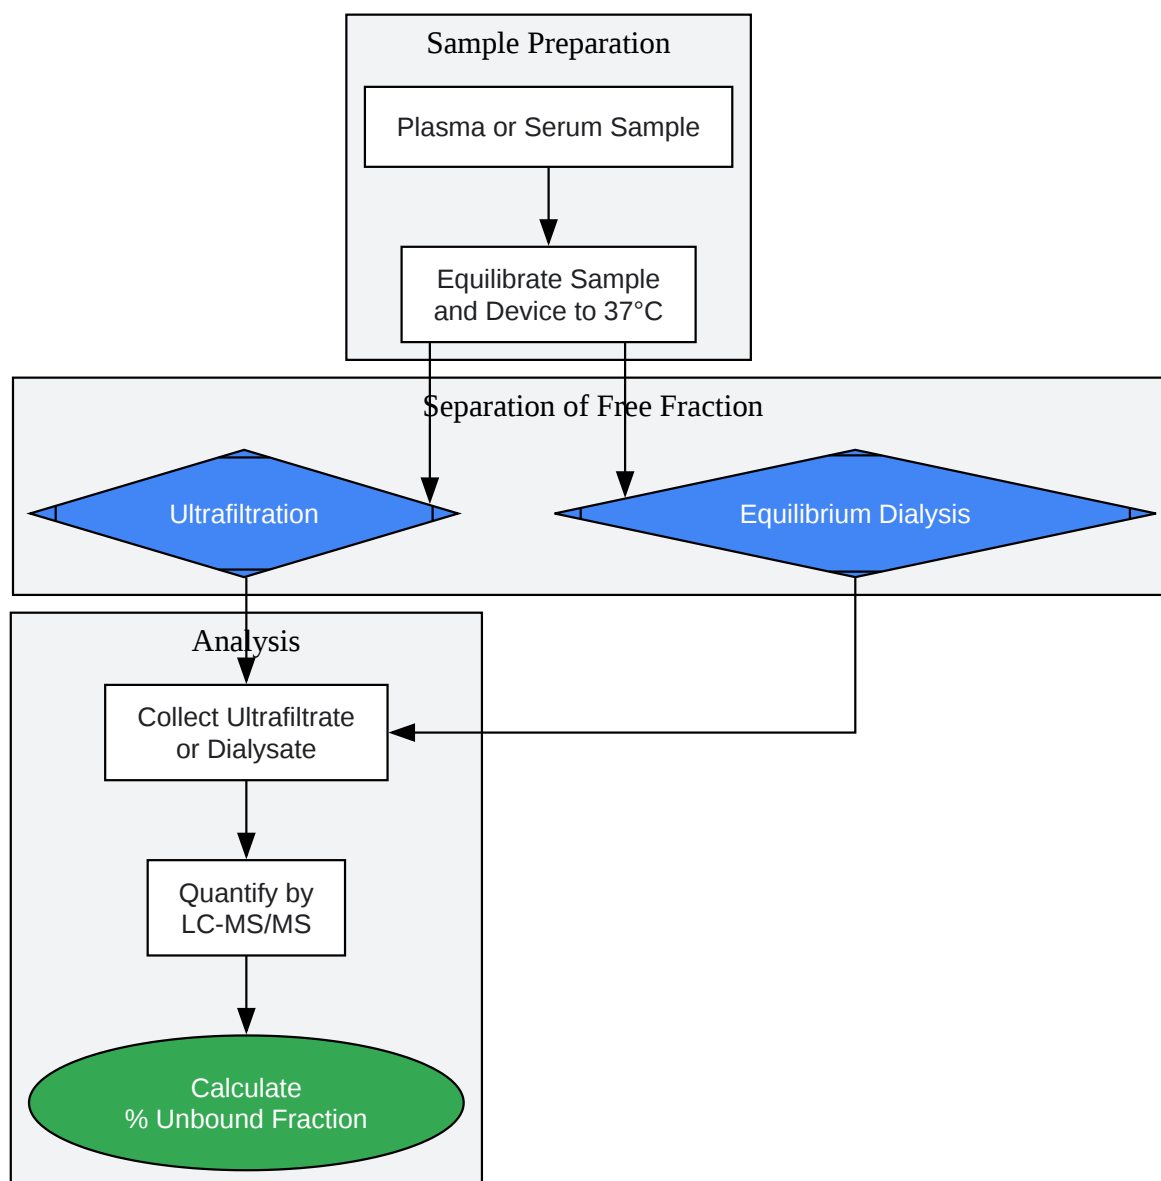 Sample Preparation
Plasma or Serum Sample
Equilibrate Sample
and Device to 37°C
Separation of Free Fraction
Ultrafiltration
Equilibrium Dialysis
Analysis
Collect Ultrafiltrate
or Dialysate
Quantify by
LC-MS/MS
Calculate
% Unbound Fraction